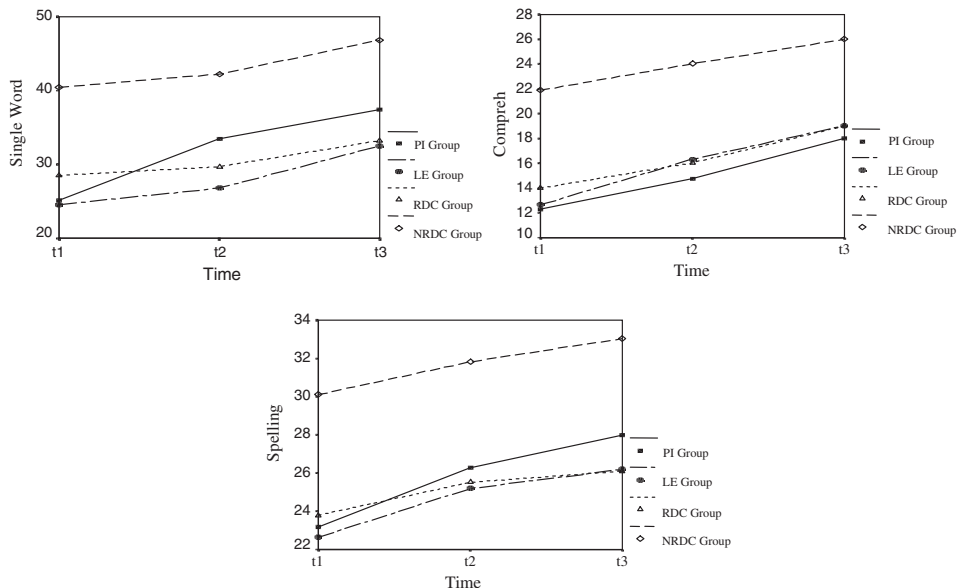 50
40
30
20
Single Word
t1 t2 t3
Time
PI Group
LE Group
RDC Group
NRDC Group
28
26
24
22
20
18
16
14
12
10
Compreh
t1 t2 t3
Time
PI Group
LE Group
RDC Group
NRDC Group
34
32
30
28
26
24
22
Spelling
t1 t2 t3
Time
PI Group
LE Group
RDC Group
NRDC Group